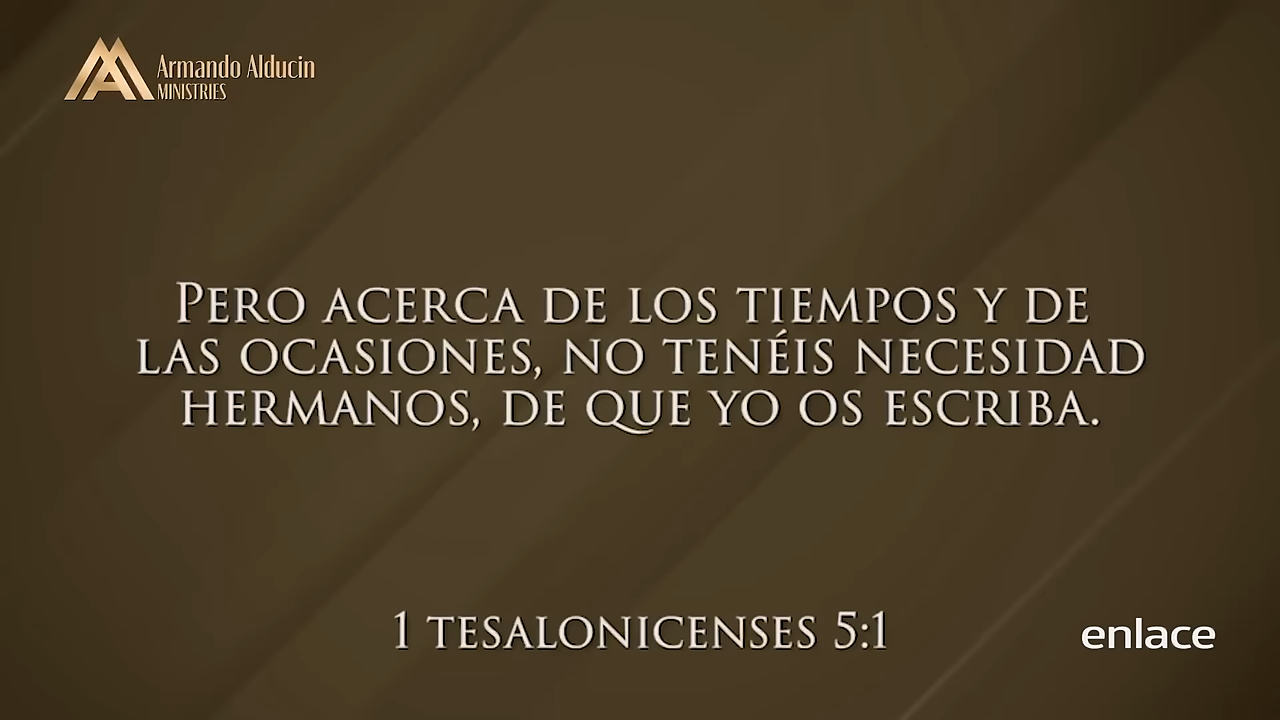 Armando Alducin
MINISTRIES
PERO ACERCA DE LOS TIEMPOS Y DE
LAS OCASIONES, NO TENÉIS NECESIDAD
HERMANOS, DE QUE YO OS ESCRIBA.
1 TESALONICENSES 5:1
enlace